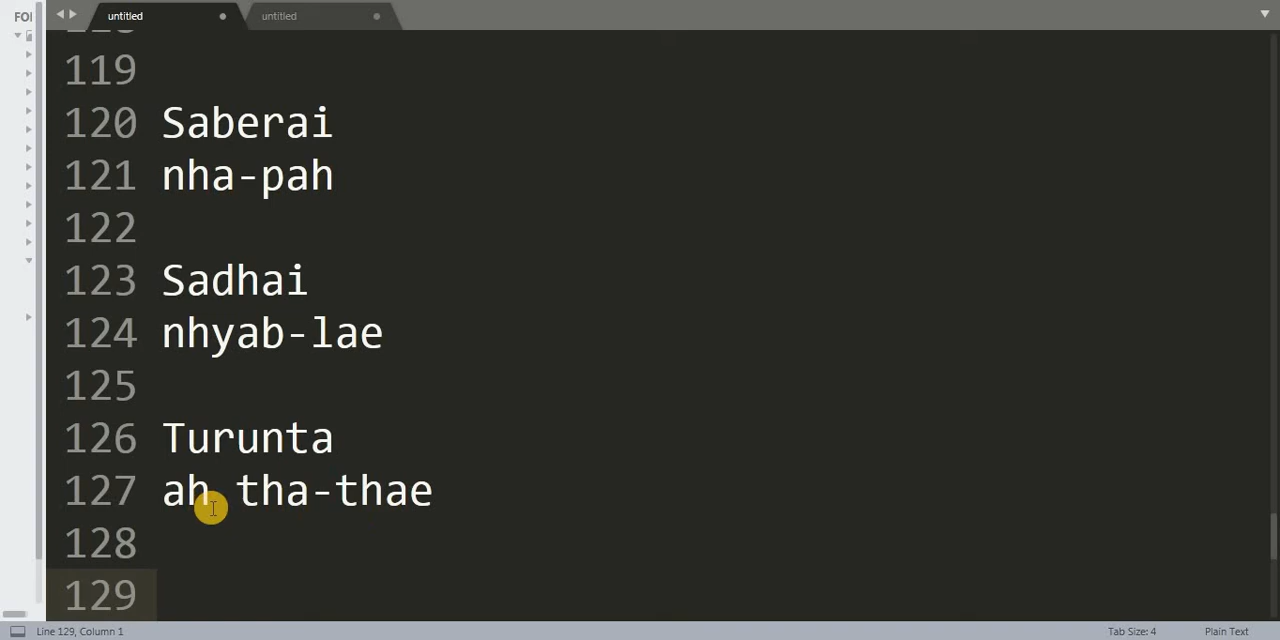 FOI
untitled
untitled
119
120 Saberai
121 nha-pah
122
123 Sadhai
124 nhyab-lae
125
126 Turunta
127 ah tha-thae
128
129
Line 129, Column 1
Tab Size: 4
Plain Text